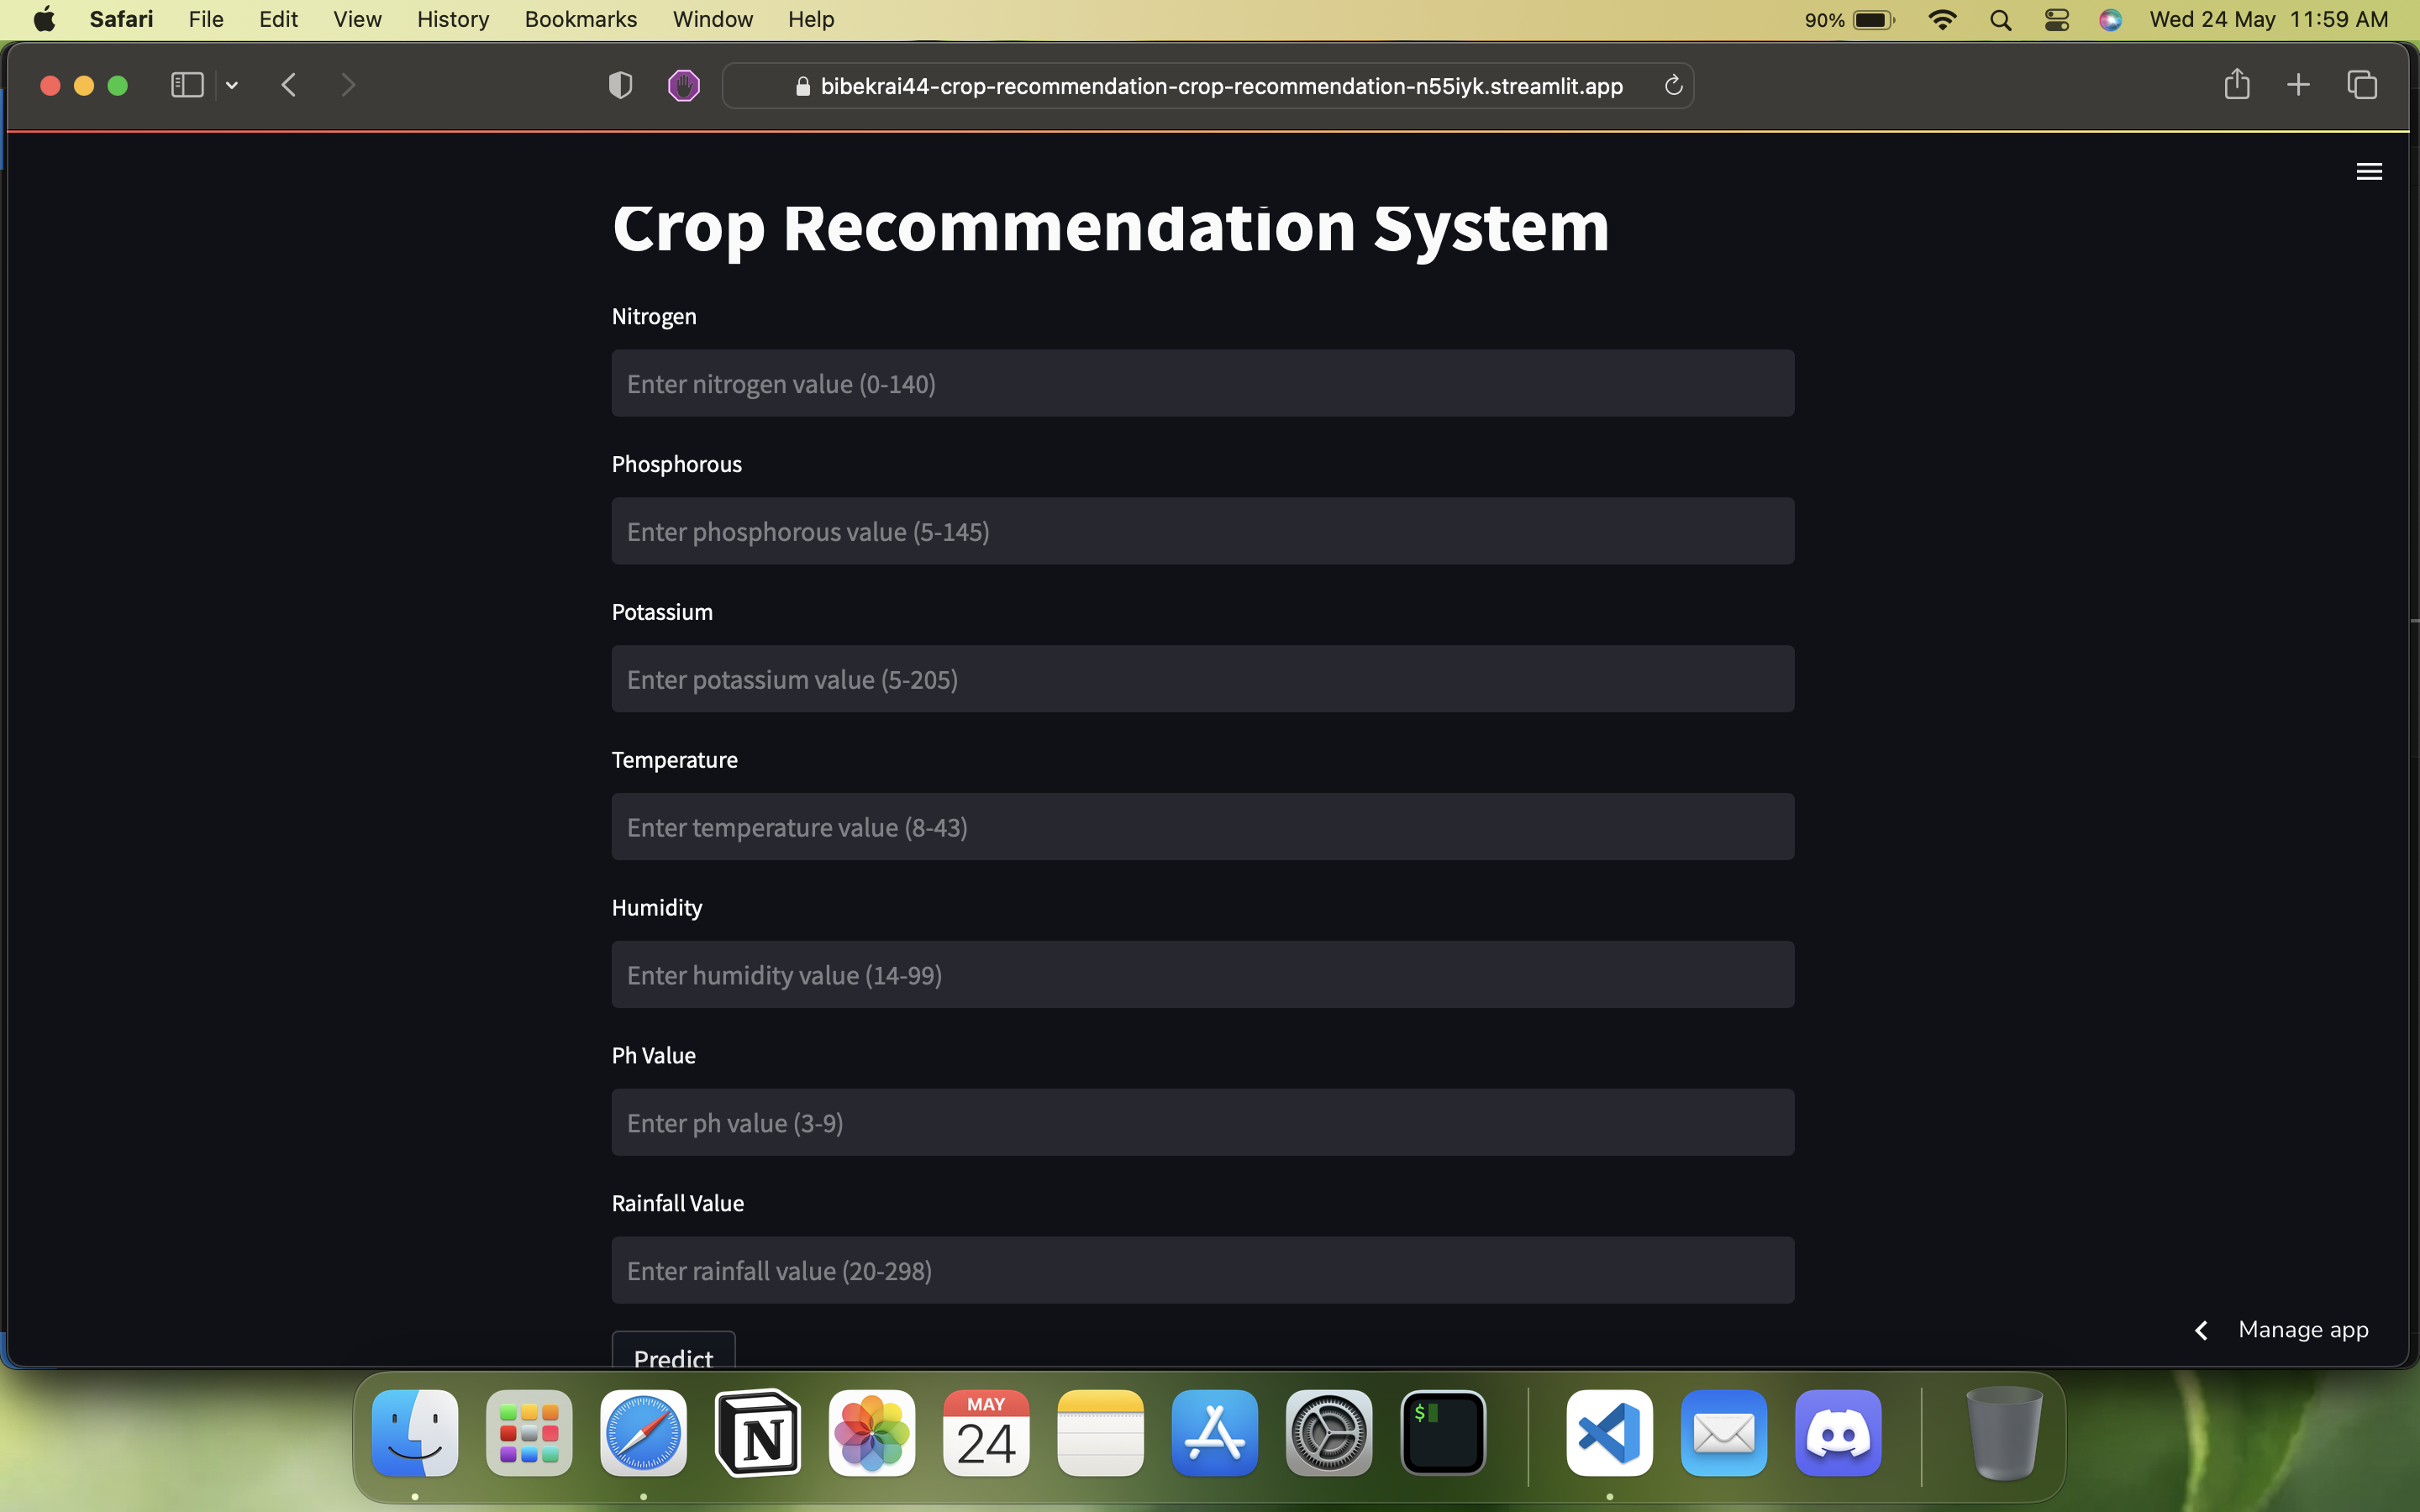 Safari File Edit View History Bookmarks Window Help 90% Wed 24 May 11:59 AM
bibekrai44-crop-recommendation-crop-recommendation-n55iyk.streamlit.app
Crop Recommendation System
Nitrogen
Enter nitrogen value (0-140)
Phosphorous
Enter phosphorous value (5-145)
Potassium
Enter potassium value (5-205)
Temperature
Enter temperature value (8-43)
Humidity
Enter humidity value (14-99)
Ph Value
Enter ph value (3-9)
Rainfall Value
Enter rainfall value (20-298)
Manage app
Predict
MAY
24
$
N